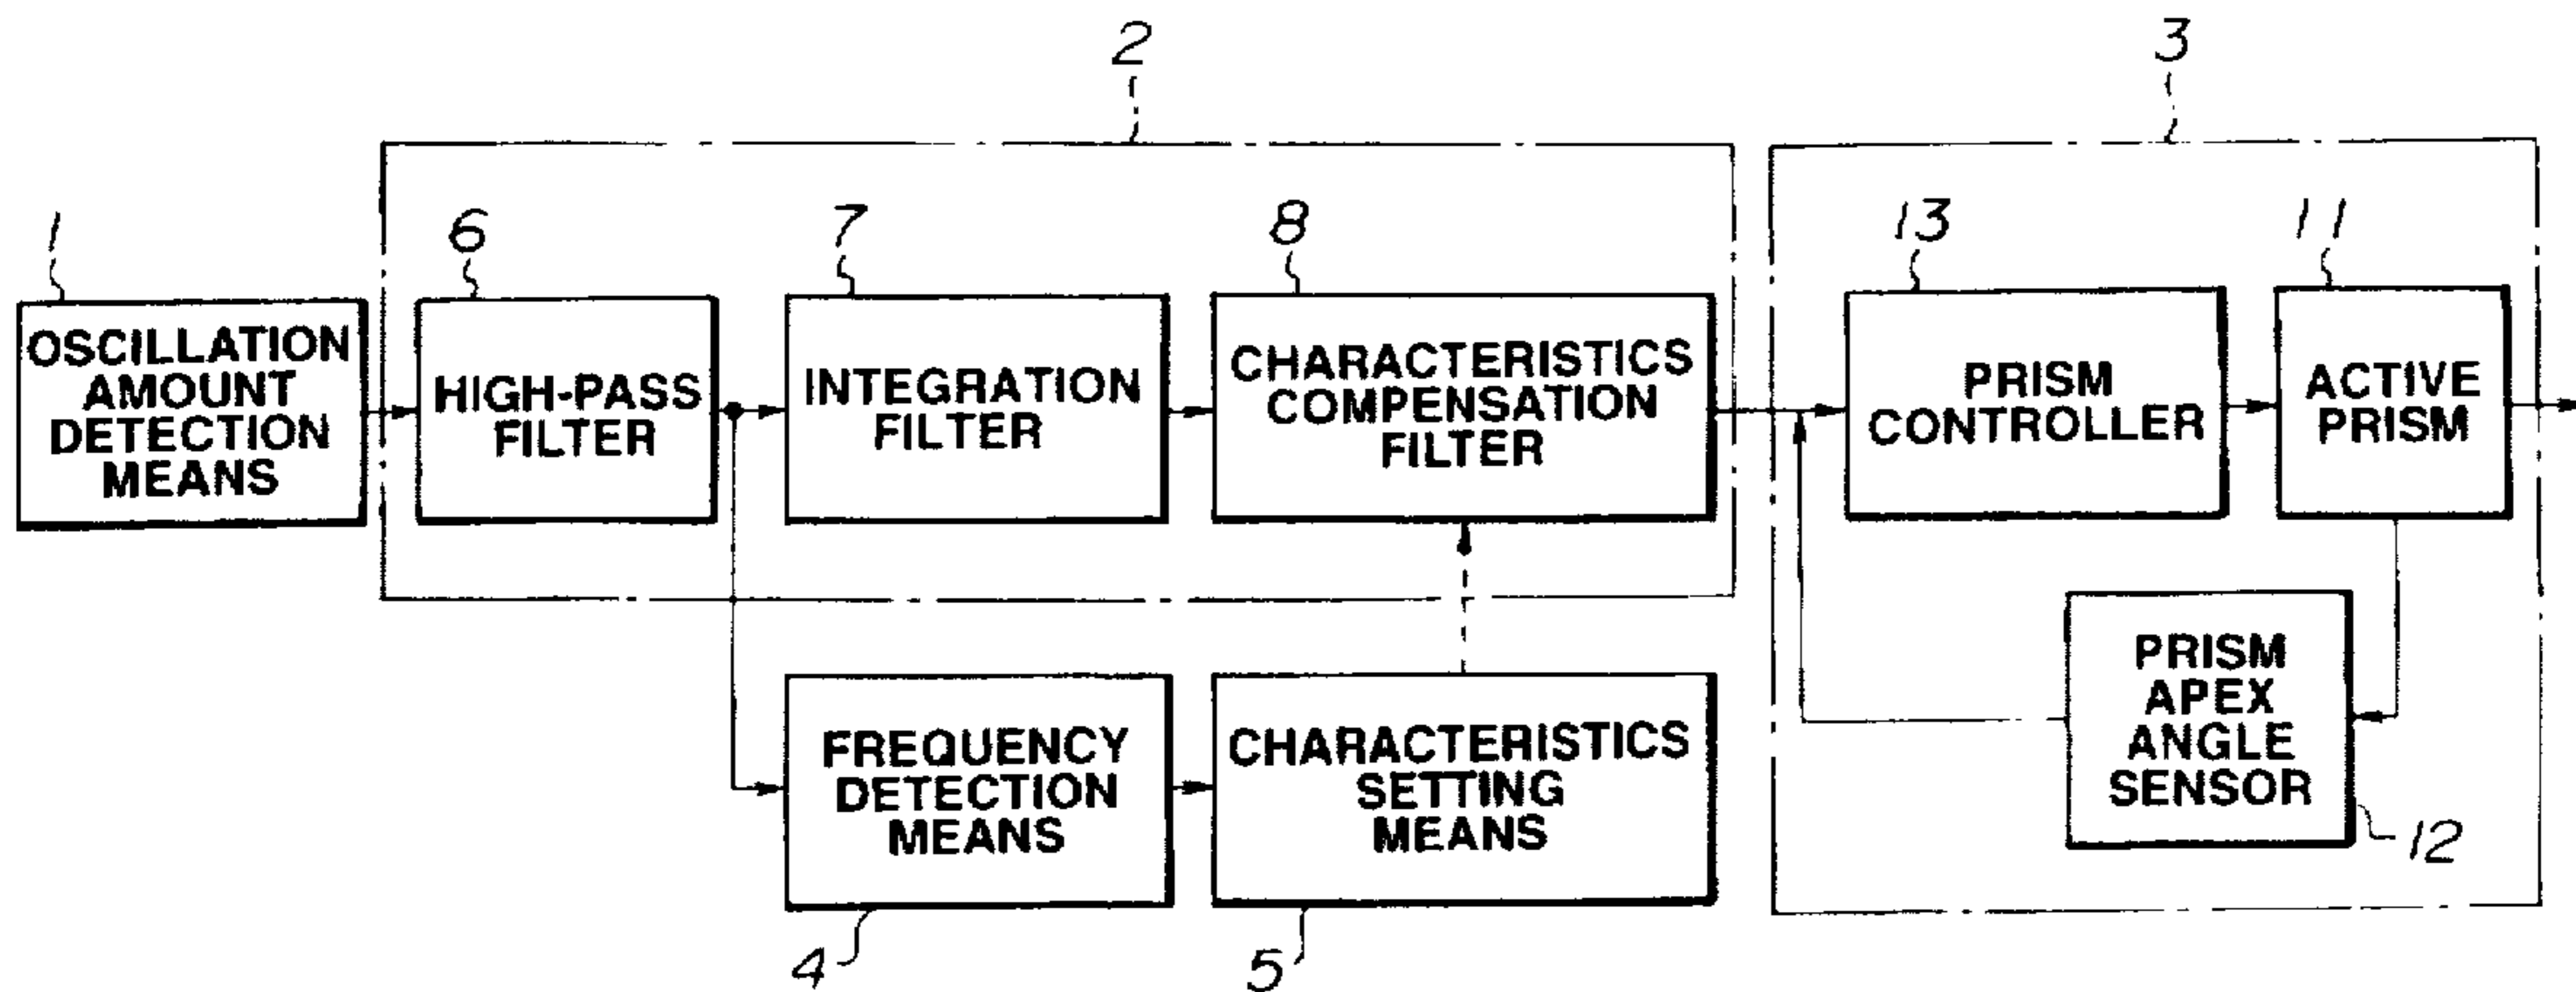 2
3
1
6
7
8
13
11
OSCILLATION
AMOUNT
DETECTION
MEANS
HIGH-PASS
FILTER
INTEGRATION
FILTER
CHARACTERISTICS
COMPENSATION
FILTER
PRISM
CONTROLLER
ACTIVE
PRISM
FREQUENCY
DETECTION
MEANS
CHARACTERISTICS
SETTING
MEANS
PRISM
APEX
ANGLE
SENSOR
12
4
5